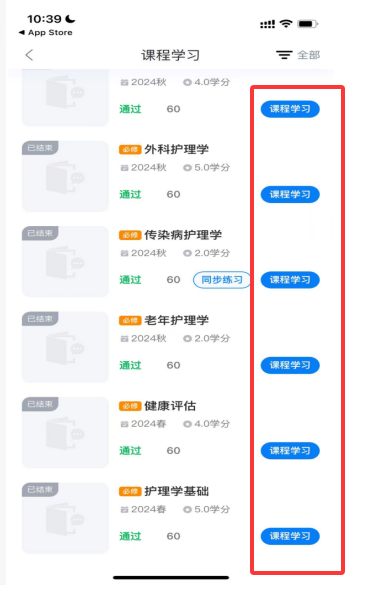 10:39
◀ App Store
课程学习
全部
2024秋 4.0学分
通过 60 课程学习
已结束
必修 外科护理学
2024秋 5.0学分
通过 60 课程学习
已结束
必修 传染病护理学
2024秋 2.0学分
通过 60 同步练习 课程学习
已结束
必修 老年护理学
2024秋 2.0学分
通过 60 课程学习
已结束
必修 健康评估
2024春 4.0学分
通过 60 课程学习
已结束
必修 护理学基础
2024春 5.0学分
通过 60 课程学习